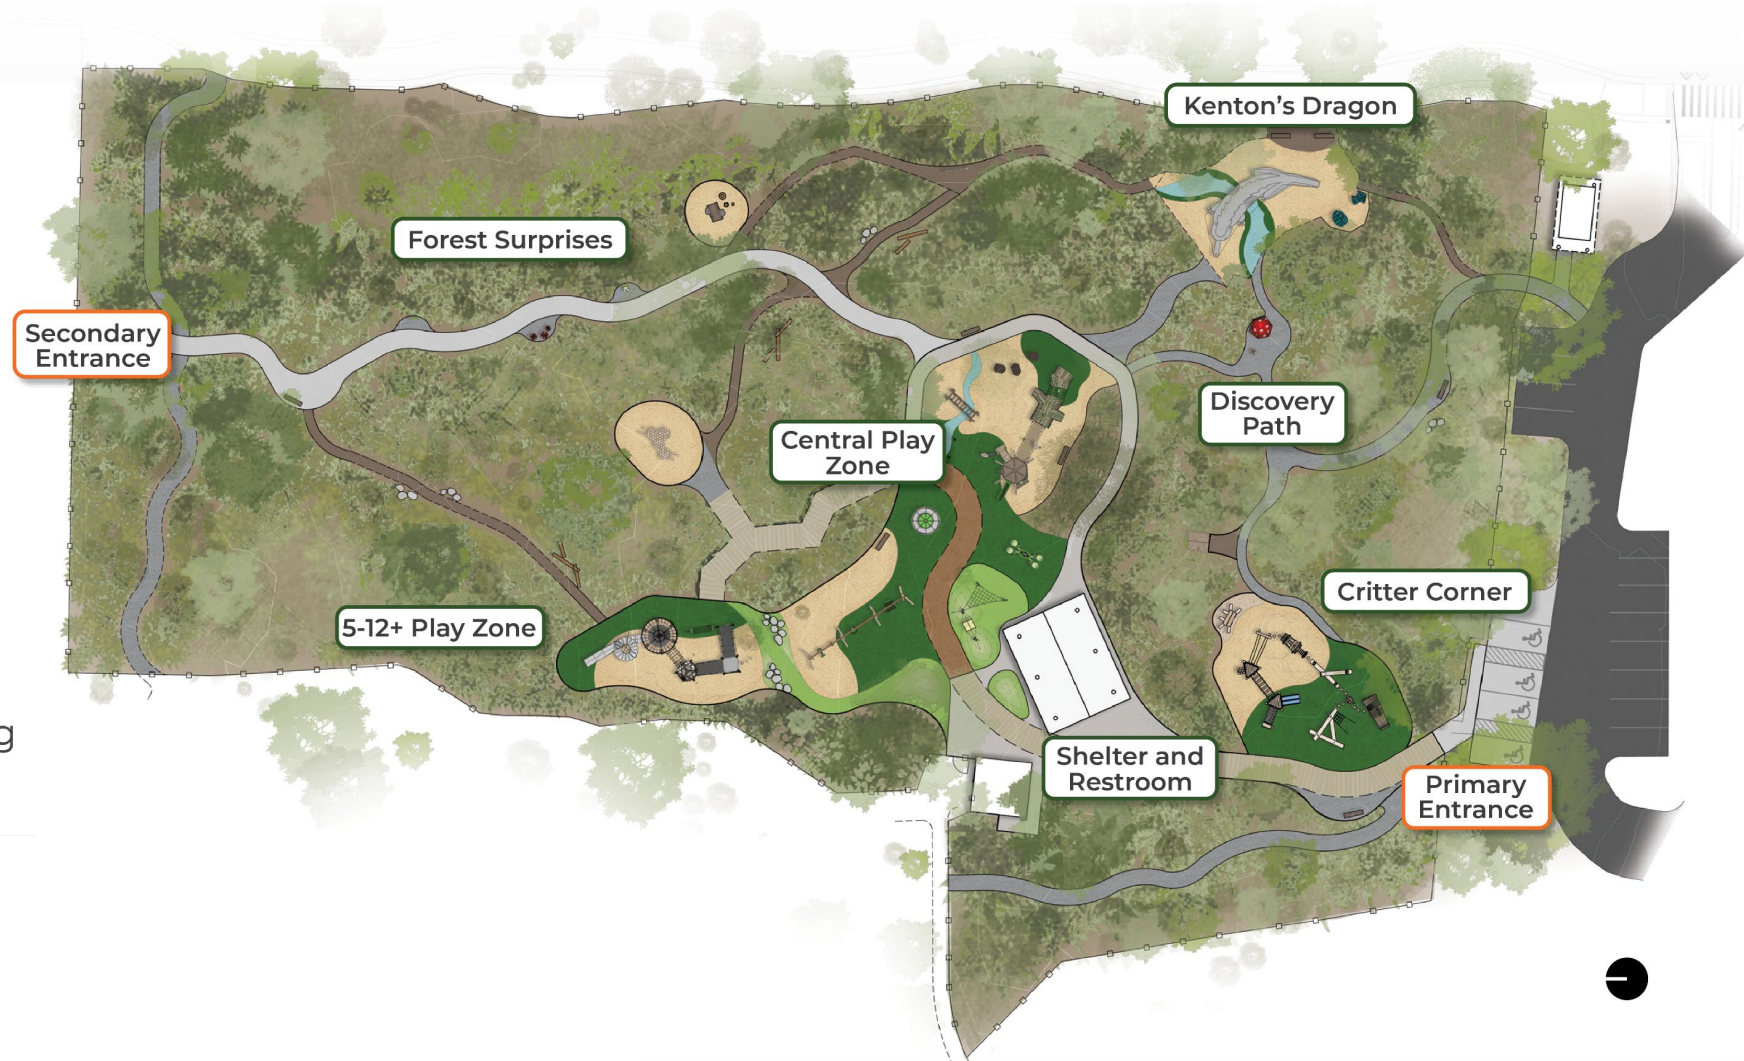 Kenton's Dragon
Forest Surprises
Secondary
Entrance
Discovery
Path
Central Play
Zone
Critter Corner
5-12+ Play Zone
g
Shelter and
Restroom
Primary
Entrance